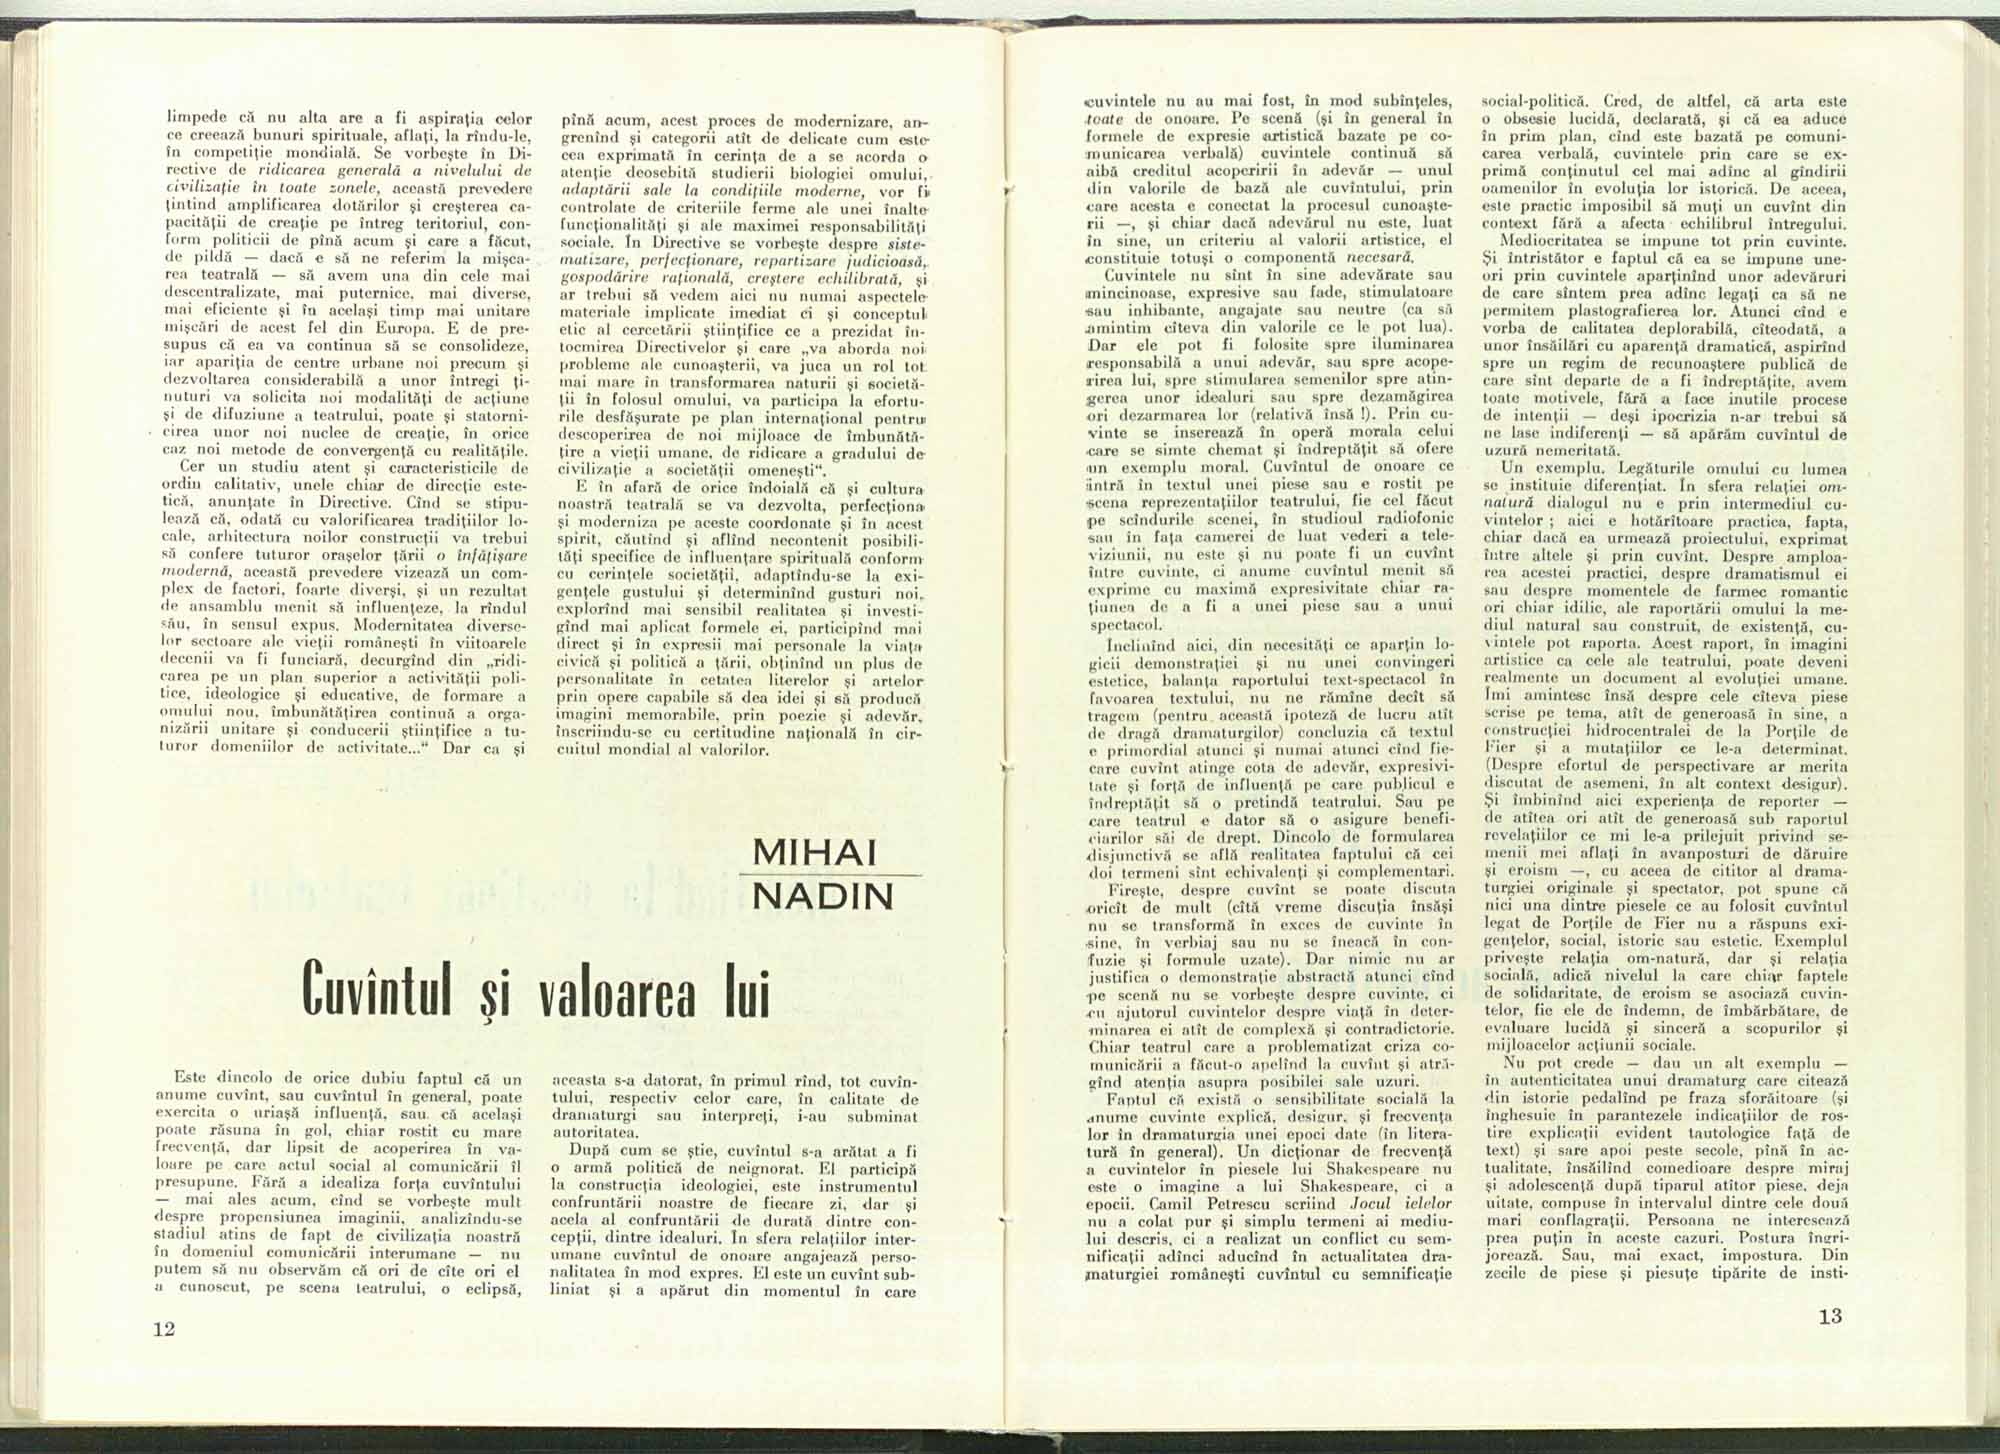 limpede că nu alta are a fi aspirația celor
ce creează bunuri spirituale, aflați, la rîndu-le,
în competiție mondială. Se vorbește în Di-
rective de ridicarea generală a nivelului de
civilizație în toate zonele, această prevedere
țintind amplificarea dotărilor și creșterea ca-
pacității de creație pe întreg teritoriul, con-
form politicii de pînă acum și care a făcut,
de pildă — dacă e să ne referim la mișca-
rea teatrală — să avem una din cele mai
descentralizate, mai puternice, mai diverse,
mai eficiente și în același timp mai unitare
mișcări de acest fel din Europa. E de pre-
supus că ea va continua să se consolideze,
iar apariția de centre urbane noi precum și
dezvoltarea considerabilă a unor întregi ți-
nuturi va solicita noi modalități de acțiune
și de difuziune a teatrului, poate și statorni-
cirea unor noi nuclee de creație, în orice
caz noi metode de convergență cu realitățile.
Cer un studiu atent și caracteristicile de
ordin calitativ, unele chiar de direcție este-
tică, anunțate în Directive. Cînd se stipu-
lează că, odată cu valorificarea tradițiilor lo-
cale, arhitectura noilor construcții va trebui
să confere tuturor orașelor țării o înfățișare
modernă, această prevedere vizează un com-
plex de factori, foarte diverși, și un rezultat
de ansamblu menit să influențeze, la rîndul
său, în sensul expus. Modernitatea diverse-
lor sectoare ale vieții românești în viitoarele
decenii va fi funciară, decurgînd din „ridi-
carea pe un plan superior a activității poli-
tice, ideologice și educative, de formare a
omului nou, îmbunătățirea continuă a orga-
nizării unitare și conducerii științifice a tu-
turor domeniilor de activitate...“ Dar ca și
pînă acum, acest proces de modernizare, an-
grenînd și categorii atît de delicate cum este
cea exprimată în cerința de a se acorda o
atenție deosebită studierii biologiei omului,
adaptării sale la condițiile moderne, vor fi
controlate de criteriile ferme ale unei înalte
funcționalități și ale maximei responsabilități
sociale. În Directive se vorbește despre siste-
matizare, perfecționare, repartizare judicioasă,
gospodărire rațională, creștere echilibrată, și
ar trebui să vedem aici nu numai aspectele
materiale implicate imediat ci și conceptul
etic al cercetării științifice ce a prezidat în-
tocmirea Directivelor și care „va aborda noi
probleme ale cunoașterii, va juca un rol tot
mai mare în transformarea naturii și societă-
ții în folosul omului, va participa la efortu-
rile desfășurate pe plan internațional pentru
descoperirea de noi mijloace de îmbunătă-
țire a vieții umane, de ridicare a gradului de
civilizație a societății omenești“.
E în afară de orice îndoială că și cultura
noastră teatrală se va dezvolta, perfecționa
și moderniza pe aceste coordonate și în acest
spirit, căutînd și aflînd necontenit posibili-
tăți specifice de influențare spirituală conform
cu cerințele societății, adaptîndu-se la exi-
gențele gustului și determinînd gusturi noi,
explorînd mai sensibil realitatea și investi-
gînd mai aplicat formele ei, participînd mai
direct și în expresii mai personale la viața
civică și politică a țării, obținînd un plus de
personalitate în cetatea literelor și artelor
prin opere capabile să dea idei și să producă
imagini memorabile, prin poezie și adevăr,
înscriindu-se cu certitudine națională în cir-
cuitul mondial al valorilor.
MIHAI
NADIN
Cuvîntul și valoarea lui
Este dincolo de orice dubiu faptul că un
anume cuvînt, sau cuvîntul în general, poate
exercita o uriașă influență, sau că același
poate răsuna în gol, chiar rostit cu mare
frecvență, dar lipsit de acoperirea în va-
loare pe care actul social al comunicării îl
presupune. Fără a idealiza forța cuvîntului
— mai ales acum, cînd se vorbește mult
despre propensiunea imaginii, analizîndu-se
stadiul atins de fapt de civilizația noastră
în domeniul comunicării interumane — nu
putem să nu observăm că ori de cîte ori el
a cunoscut, pe scena teatrului, o eclipsă,
aceasta s-a datorat, în primul rînd, tot cuvîn-
tului, respectiv celor care, în calitate de
dramaturgi sau interpreți, i-au subminat
autoritatea.
După cum se știe, cuvîntul s-a arătat a fi
o armă politică de neignorat. El participă
la construcția ideologiei, este instrumentul
confruntării noastre de fiecare zi, dar și
acela al confruntării de durată dintre con-
cepții, dintre idealuri. În sfera relațiilor inter-
umane cuvîntul de onoare angajează perso-
nalitatea în mod expres. El este un cuvînt sub-
liniat și a apărut din momentul în care
12
cuvintele nu au mai fost, în mod subînțeles,
toate de onoare. Pe scenă (și în general în
formele de expresie artistică bazate pe co-
municarea verbală) cuvintele continuă să
aibă creditul acoperirii în adevăr — unul
din valorile de bază ale cuvîntului, prin
care acesta e conectat la procesul cunoaște-
rii —, și chiar dacă adevărul nu este, luat
în sine, un criteriu al valorii artistice, el
constituie totuși o componentă necesară.
Cuvintele nu sînt în sine adevărate sau
mincinoase, expresive sau fade, stimulatoare
sau inhibante, angajate sau neutre (ca să
amintim cîteva din valorile ce le pot lua).
Dar ele pot fi folosite spre iluminarea
responsabilă a unui adevăr, sau spre acope-
rirea lui, spre stimularea semenilor spre atin-
gerea unor idealuri sau spre dezamăgirea
ori dezarmarea lor (relativă însă !). Prin cu-
vinte se inserează în operă morala celui
care se simte chemat și îndreptățit să ofere
un exemplu moral. Cuvîntul de onoare ce
intră în textul unei piese sau e rostit pe
scena reprezentațiilor teatrului, fie cel făcut
pe scîndurile scenei, în studioul radiofonic
sau în fața camerei de luat vederi a tele-
viziunii, nu este și nu poate fi un cuvînt
între cuvinte, ci anume cuvîntul menit să
exprime cu maximă expresivitate chiar ra-
țiunea de a fi a unei piese sau a unui
spectacol.
Înclinînd aici, din necesități ce aparțin lo-
gicii demonstrației și nu unei convingeri
estetice, balanța raportului text-spectacol în
favoarea textului, nu ne rămîne decît să
tragem (pentru această ipoteză de lucru atît
de dragă dramaturgilor) concluzia că textul
e primordial atunci și numai atunci cînd fie-
care cuvînt atinge cota de adevăr, expresivi-
tate și forță de influență pe care publicul e
îndreptățit să o pretindă teatrului. Sau pe
care teatrul e dator să o asigure benefi-
ciarilor săi de drept. Dincolo de formularea
disjunctivă se află realitatea faptului că cei
doi termeni sînt echivalenți și complementari.
Firește, despre cuvînt se poate discuta
oricît de mult (cîtă vreme discuția însăși
nu se transformă în exces de cuvinte în
sine, în verbiaj sau nu se îneacă în con-
fuzie și formule uzate). Dar nimic nu ar
justifica o demonstrație abstractă atunci cînd
pe scenă nu se vorbește despre cuvinte, ci
cu ajutorul cuvintelor despre viață în deter-
minarea ei atît de complexă și contradictorie.
Chiar teatrul care a problematizat criza co-
municării a făcut-o apelînd la cuvînt și atră-
gînd atenția asupra posibilei sale uzuri.
Faptul că există o sensibilitate socială la
anume cuvinte explică, desigur, și frecvența
lor în dramaturgia unei epoci date (în litera-
tură în general). Un dicționar de frecvență
a cuvintelor în piesele lui Shakespeare nu
este o imagine a lui Shakespeare, ci a
epocii. Camil Petrescu scriind Jocul ielelor
nu a colat pur și simplu termeni ai mediu-
lui descris, ci a realizat un conflict cu sem-
nificații adînci aducînd în actualitatea dra-
maturgiei românești cuvîntul cu semnificație
social-politică. Cred, de altfel, că arta este
o obsesie lucidă, declarată, și că ea aduce
în prim plan, cînd este bazată pe comuni-
carea verbală, cuvintele prin care se ex-
primă conținutul cel mai adînc al gîndirii
oamenilor în evoluția lor istorică. De aceea,
este practic imposibil să muți un cuvînt din
context fără a afecta echilibrul întregului.
Mediocritatea se impune tot prin cuvinte.
Și întristător e faptul că ea se impune une-
ori prin cuvintele aparținînd unor adevăruri
de care sîntem prea adînc legați ca să ne
permitem plastografierea lor. Atunci cînd e
vorba de calitatea deplorabilă, cîteodată, a
unor însăilări cu aparență dramatică, aspirînd
spre un regim de recunoaștere publică de
care sînt departe de a fi îndreptățite, avem
toate motivele, fără a face inutile procese
de intenții — deși ipocrizia n-ar trebui să
ne lase indiferenți — să apărăm cuvîntul de
uzură nemeritată.
Un exemplu. Legăturile omului cu lumea
se instituie diferențiat. În sfera relației om-
natură dialogul nu e prin intermediul cu-
vintelor ; aici e hotărîtoare practica, fapta,
chiar dacă ea urmează proiectului, exprimat
între altele și prin cuvînt. Despre amploa-
rea acestei practici, despre dramatismul ei
sau despre momentele de farmec romantic
ori chiar idilic, ale raportării omului la me-
diul natural sau construit, de existență, cu-
vintele pot raporta. Acest raport, în imagini
artistice ca cele ale teatrului, poate deveni
realmente un document al evoluției umane.
Îmi amintesc însă despre cele cîteva piese
scrise pe tema, atît de generoasă în sine, a
construcției hidrocentralei de la Porțile de
Fier și a mutațiilor ce le-a determinat.
(Despre efortul de perspectivare ar merita
discutat de asemeni, în alt context desigur).
Și îmbinînd aici experiența de reporter —
de atîtea ori atît de generoasă sub raportul
revelațiilor ce mi le-a prilejuit privind se-
menii mei aflați în avanposturi de dăruire
și eroism —, cu aceea de cititor al drama-
turgiei originale și spectator, pot spune că
nici una dintre piesele ce au folosit cuvîntul
legat de Porțile de Fier nu a răspuns exi-
gențelor, social, istoric sau estetic. Exemplul
privește relația om-natură, dar și relația
socială, adică nivelul la care chiar faptele
de solidaritate, de eroism se asociază cuvin-
telor, fie ele de îndemn, de îmbărbătare, de
evaluare lucidă și sinceră a scopurilor și
mijloacelor acțiunii sociale.
Nu pot crede — dau un alt exemplu —
în autenticitatea unui dramaturg care citează
din istorie pedalînd pe fraza sforăitoare (și
înghesuie în parantezele indicațiilor de ros-
tire explicații evident tautologice față de
text) și sare apoi peste secole, pînă în ac-
tualitate, însăilînd comedioare despre miraj
și adolescență după tiparul atîtor piese, deja
uitate, compuse în intervalul dintre cele două
mari conflagrații. Persoana ne interesează
prea puțin în aceste cazuri. Postura îngri-
jorează. Sau, mai exact, impostura. Din
zecile de piese și piesuțe tipărite de insti-
13